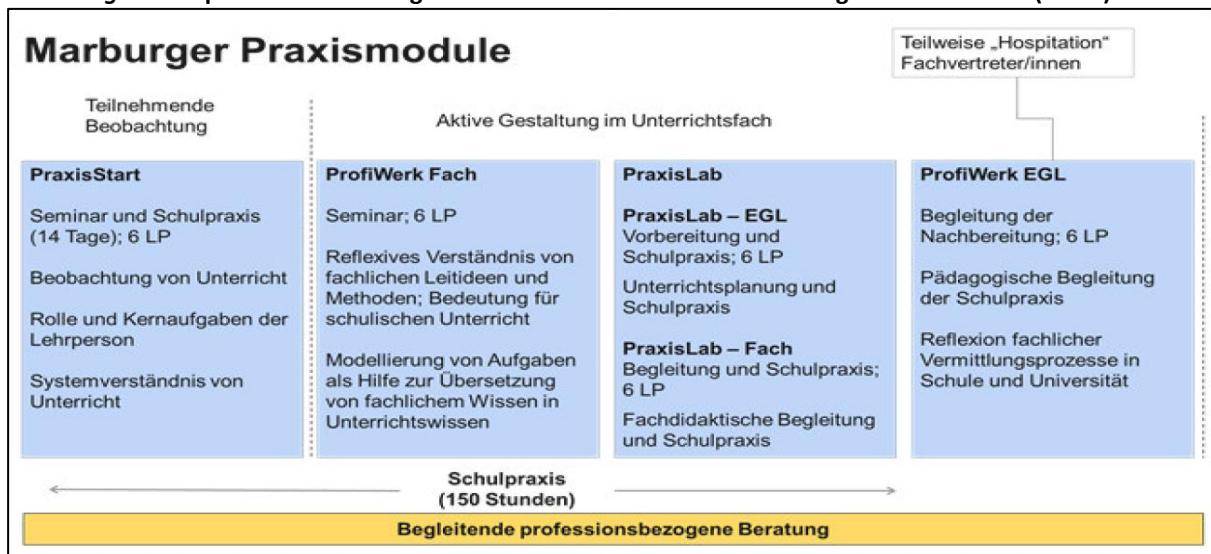 Marburger Praxismodule
Teilweise „Hospitation“
Fachvertreter/innen
Teilnehmende
Beobachtung
Aktive Gestaltung im Unterrichtsfach
PraxisStart
Seminar und Schulpraxis
(14 Tage); 6 LP
Beobachtung von Unterricht
Rolle und Kernaufgaben der
Lehrperson
Systemverständnis von
Unterricht
ProfiWerk Fach
Seminar; 6 LP
Reflexives Verständnis von
fachlichen Leitideen und
Methoden; Bedeutung für
schulischen Unterricht
Modellierung von Aufgaben
als Hilfe zur Übersetzung
von fachlichem Wissen in
Unterrichtswissen
PraxisLab
PraxisLab – EGL
Vorbereitung und
Schulpraxis; 6 LP
Unterrichtsplanung und
Schulpraxis
PraxisLab – Fach
Begleitung und Schulpraxis;
6 LP
Fachdidaktische Begleitung
und Schulpraxis
ProfiWerk EGL
Begleitung der
Nachbereitung; 6 LP
Pädagogische Begleitung
der Schulpraxis
Reflexion fachlicher
Vermittlungsprozesse in
Schule und Universität
Schulpraxis
(150 Stunden)
Begleitende professionsbezogene Beratung